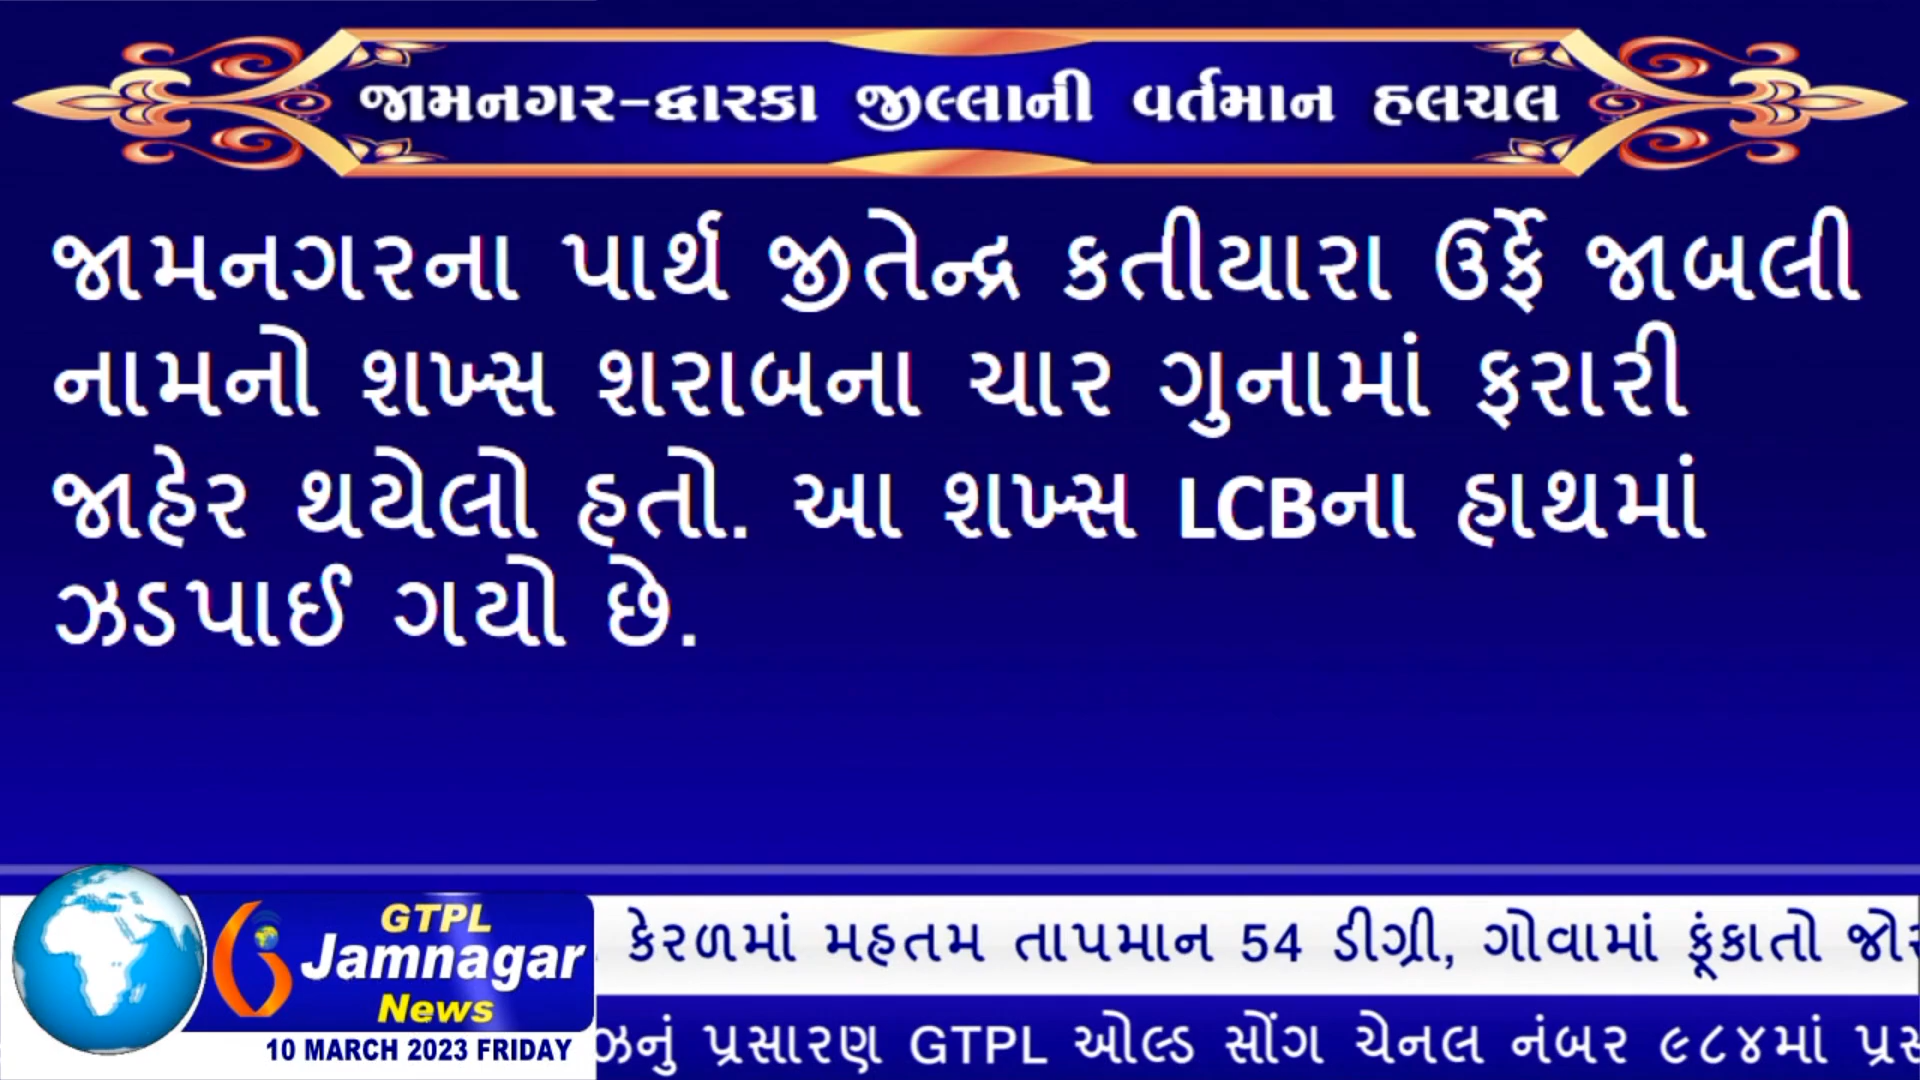 જામનગર-દ્વારકા જીલ્લાની વર્તમાન હલચલ
જામનગરના પાર્થ જીતેન્દ્ર કતીયારા ઉર્ફે જાબલી
નામનો શખ્સ શરાબના ચાર ગુનામાં ફરારી
જાહેર થયેલો હતો. આ શખ્સ LCBના હાથમાં
ઝડપાઈ ગયો છે.
કેરળમાં મહતમ તાપમાન 54 ડીગ્રી, ગોવામાં ફૂંકાતો
GTPL
Jamnagar
News
10 MARCH 2023 FRIDAY
પ્રસારણ GTPL ઓલ્ડ સોંગ ચેનલ નંબર ૯૮૪માં